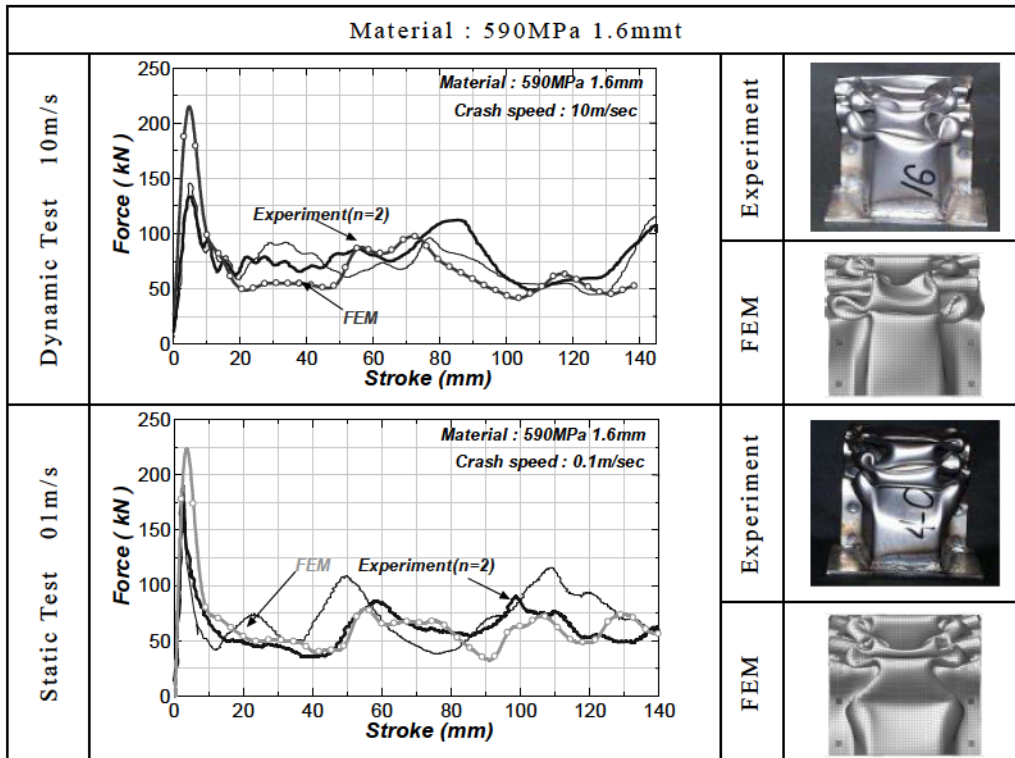 Material : 590MPa 1.6mmt
Dynamic Test 10m/s
Force ( kN )
250
200
150
100
50
0
0 20 40 60 80 100 120 140
Stroke (mm)
Material : 590MPa 1.6mm
Crash speed : 10m/sec
Experiment(n=2)
FEM
Experiment
16
FEM
Static Test 01m/s
Force ( kN )
250
200
150
100
50
0
0 20 40 60 80 100 120 140
Stroke (mm)
Material : 590MPa 1.6mm
Crash speed : 0.1m/sec
FEM
Experiment(n=2)
Experiment
FEM